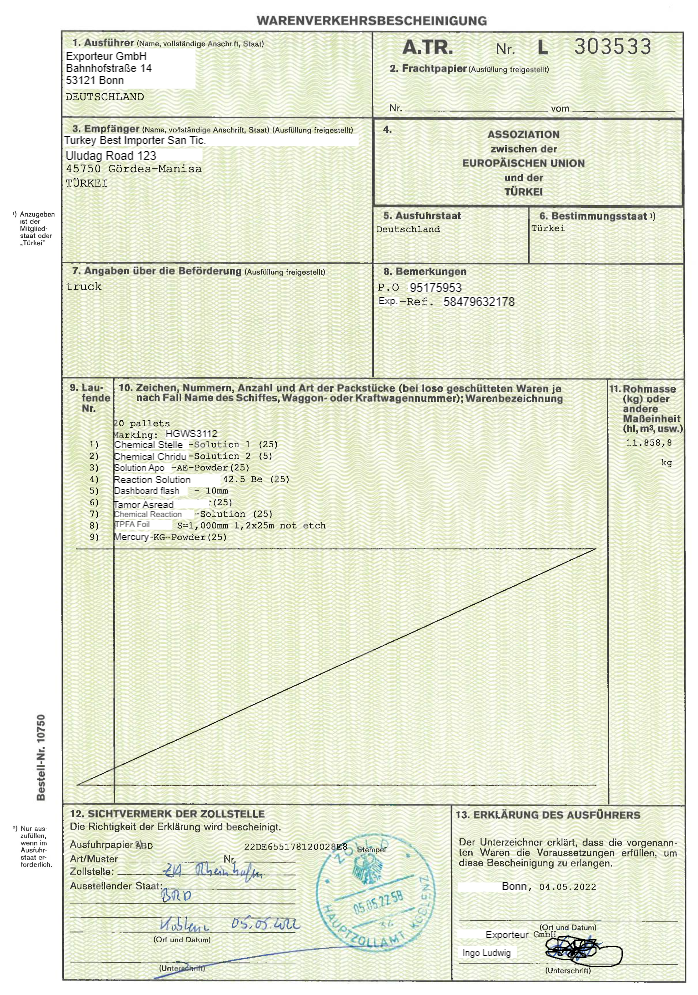 WARENVERKEHRSBESCHEINIGUNG
1. Ausführer (Name, vollständige Anschrift, Staat)
Exporteur GmbH
Bahnhofstraße 14
53121 Bonn
DEUTSCHLAND
A.TR. Nr. L 303533
2. Frachtpapier (Ausfüllung freigestellt)
Nr. vom
3. Empfänger (Name, vollständige Anschrift, Staat) (Ausfüllung freigestellt)
Turkey Best Importer San Tic.
Uludag Road 123
45750 Gördes-Manisa
TÜRKEI
4.
ASSOZIATION
zwischen der
EUROPÄISCHEN UNION
und der
TÜRKEI
¹) Anzugeben
ist der
Mitglied-
staat oder
„Türkei"
5. Ausfuhrstaat
Deutschland
6. Bestimmungsstaat ¹)
Türkei
7. Angaben über die Beförderung (Ausfüllung freigestellt)
Truck
8. Bemerkungen
P.O 95175953
Exp.-Ref. 58479632178
9. Lau-
fende
Nr.
10. Zeichen, Nummern, Anzahl und Art der Packstücke (bei lose geschütteten Waren je
nach Fall Name des Schiffes, Waggon- oder Kraftwagennummer); Warenbezeichnung
11. Rohmasse
(kg) oder
andere
Maßeinheit
(hl, m³, usw.)
20 pallets
Marking: HGWS3112
1) Chemical Stelle -Solution 1 (25)
2) Chemical Chridu -Solution 2 (5)
3) Solution Apo -AE-Powder(25)
4) Reaction Solution 42.5 Be (25)
5) Dashboard flash - 10mm
6) Tamor Asread (25)
7) Chemical Reaction -Solution (25)
8) TPFA Foil S=1,000mm 1,2x25m not etch
9) Mercury-KG-Powder(25)
11.858,8
kg
Bestell-Nr. 10750
12. SICHTVERMERK DER ZOLLSTELLE
Die Richtigkeit der Erklärung wird bescheinigt.
Ausfuhrpapier ABD 22DE655178120028E8 Stempel
Art/Muster Nr.
Zollstelle: ZA Rheinhafen
Ausstellender Staat:
BRD
Koblenz 05.05.2022
(Ort und Datum)
(Unterschrift)
ZOLL
05.05.22 58
HAUPTZOLLAMT KOBLENZ
²) Nur aus
zufüllen,
wenn im
Ausfuhr-
staat er-
forderlich.
13. ERKLÄRUNG DES AUSFÜHRERS
Der Unterzeichner erklärt, dass die vorgenann-
ten Waren die Voraussetzungen erfüllen, um
diese Bescheinigung zu erlangen.
Bonn, 04.05.2022
(Ort und Datum)
Exporteur GmbH
Ingo Ludwig
(Unterschrift)